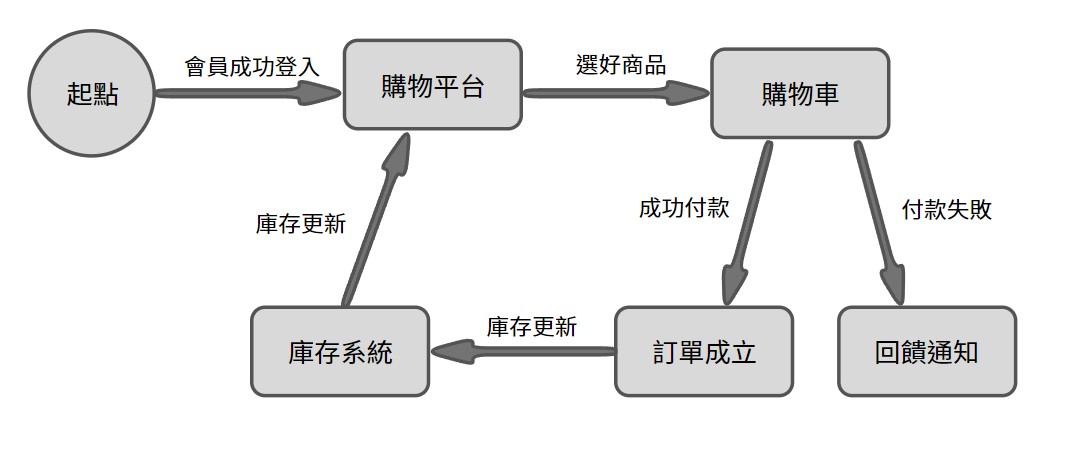 起點
會員成功登入
購物平台
選好商品
購物車
成功付款
付款失敗
庫存更新
庫存系統
庫存更新
訂單成立
回饋通知